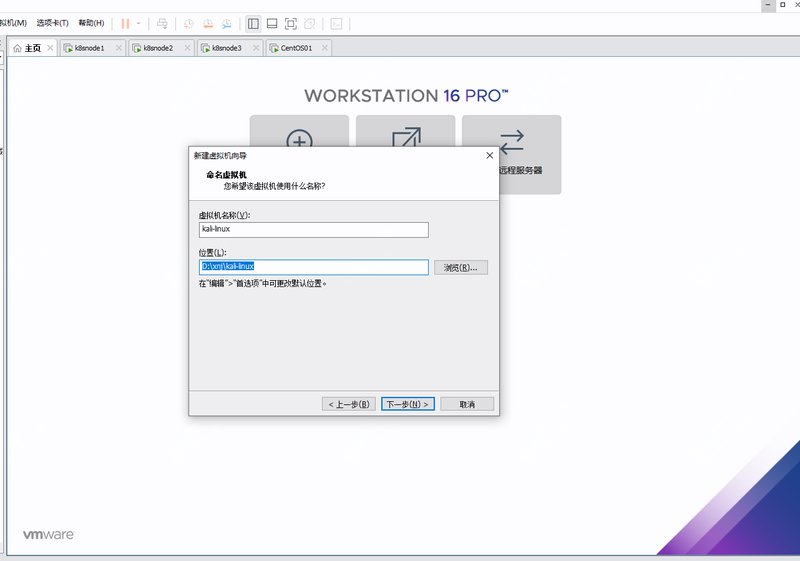 拟机(M) 选项卡(T) 帮助(H)
主页 k8snode1 k8snode2 k8snode3 CentOS01
WORKSTATION 16 PRO™
远程服务器
新建虚拟机向导
命名虚拟机
您希望该虚拟机使用什么名称?
虚拟机名称(V):
kali-linux
位置(L):
D:\xnj\kali-linux
浏览(R)...
在"编辑">"首选项"中可更改默认位置。
< 上一步(B) 下一步(N) > 取消
vmware